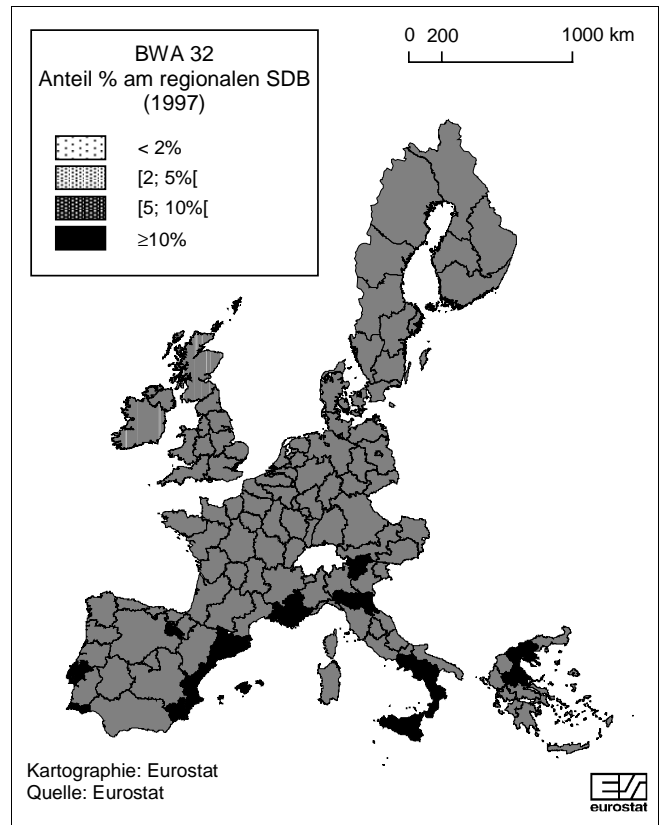 BWA 32
Anteil % am regionalen SDB
(1997)
< 2%
[2; 5%[
[5; 10%[
≥10%
0 200 1000 km
Kartographie: Eurostat
Quelle: Eurostat
eurostat